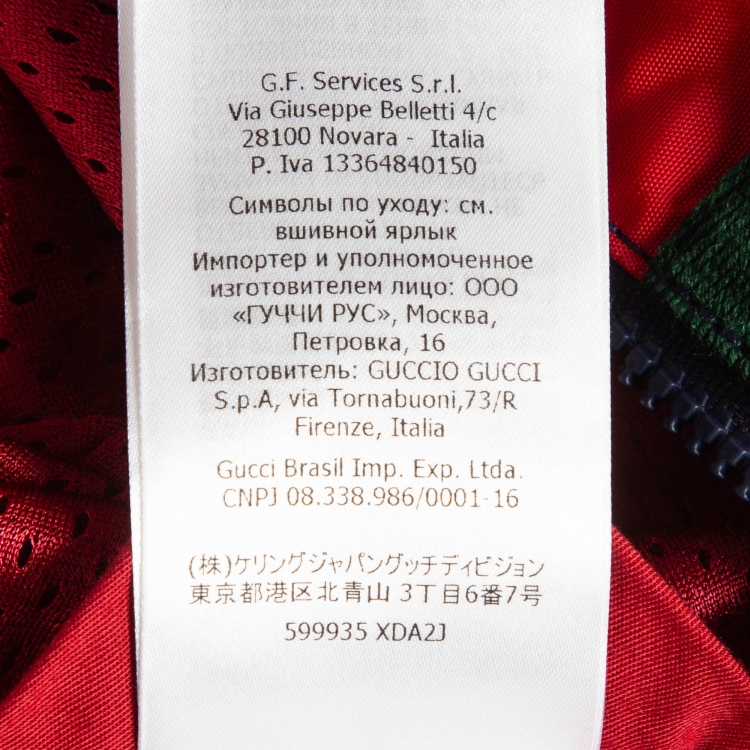 G.F. Services S.r.l.
Via Giuseppe Belletti 4/c
28100 Novara - Italia
P. Iva 13364840150
Символы по уходу: см.
вшивной ярлык
Импортер и уполномоченное
изготовителем лицо: ООО
«ГУЧЧИ РУС», Москва,
Петровка, 16
Изготовитель: GUCCIO GUCCI
S.p.A, via Tornabuoni,73/R
Firenze, Italia
Gucci Brasil Imp. Exp. Ltda.
CNPJ 08.338.986/0001-16
(株)ケリングジャパングッチディビジョン
東京都港区北青山 3丁目6番7号
599935 XDA2J